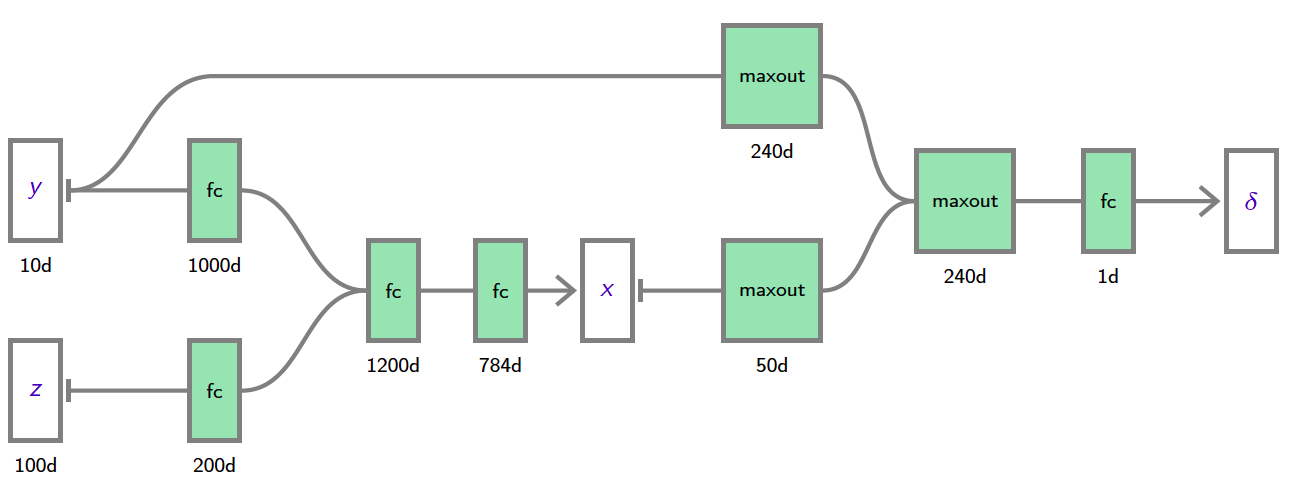 maxout
240d
y
10d
fc
1000d
z
100d
fc
200d
fc
1200d
fc
784d
x
maxout
50d
maxout
240d
fc
1d
δ